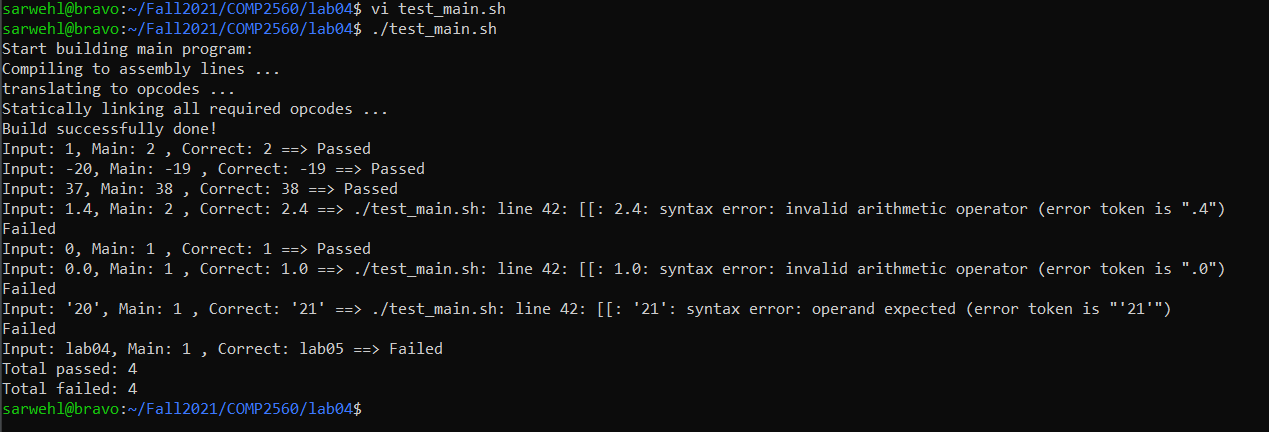 sarwehl@bravo:~/Fall2021/COMP2560/lab04$ vi test_main.sh
sarwehl@bravo:~/Fall2021/COMP2560/lab04$ ./test_main.sh
Start building main program:
Compiling to assembly lines ...
translating to opcodes ...
Statically linking all required opcodes ...
Build successfully done!
Input: 1, Main: 2 , Correct: 2 ==> Passed
Input: -20, Main: -19 , Correct: -19 ==> Passed
Input: 37, Main: 38 , Correct: 38 ==> Passed
Input: 1.4, Main: 2 , Correct: 2.4 ==> ./test_main.sh: line 42: [[: 2.4: syntax error: invalid arithmetic operator (error token is ".4")
Failed
Input: 0, Main: 1 , Correct: 1 ==> Passed
Input: 0.0, Main: 1 , Correct: 1.0 ==> ./test_main.sh: line 42: [[: 1.0: syntax error: invalid arithmetic operator (error token is ".0")
Failed
Input: '20', Main: 1 , Correct: '21' ==> ./test_main.sh: line 42: [[: '21': syntax error: operand expected (error token is "'21'")
Failed
Input: lab04, Main: 1 , Correct: lab05 ==> Failed
Total passed: 4
Total failed: 4
sarwehl@bravo:~/Fall2021/COMP2560/lab04$